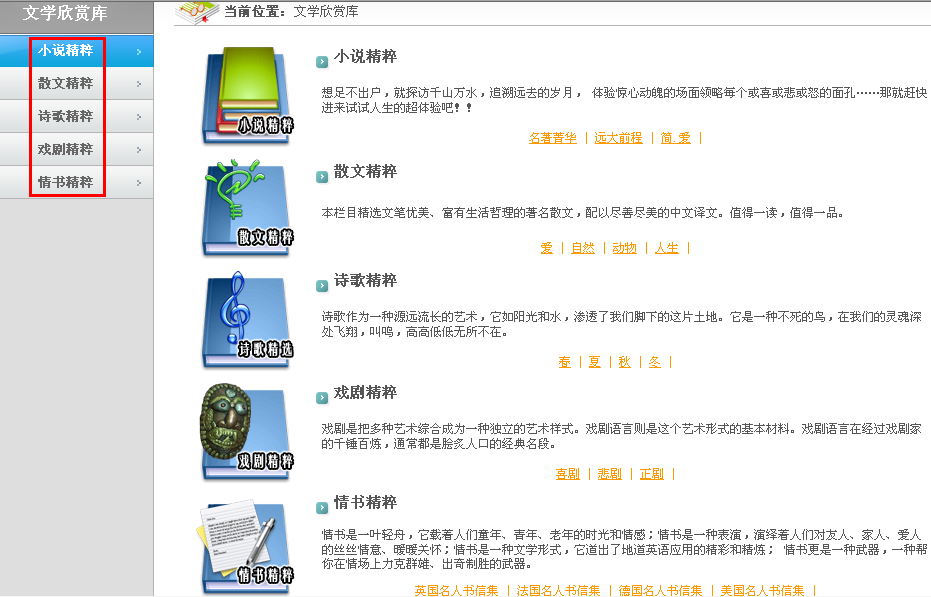 文学欣赏库
小说精粹
散文精粹
诗歌精粹
戏剧精粹
情书精粹
当前位置：文学欣赏库
小说精粹
小说精粹
想足不出户，就探访千山万水，追溯远去的岁月， 体验惊心动魄的场面领略每个或喜或悲或怒的面孔……那就赶快
进来试试人生的超体验吧！！
名著菁华 | 远大前程 | 简.爱 |
散文精粹
散文精粹
本栏目精选文笔优美、富有生活哲理的著名散文，配以尽善尽美的中文译文。值得一读，值得一品。
爱 | 自然 | 动物 | 人生 |
诗歌精选
诗歌精粹
诗歌作为一种源远流长的艺术，它如阳光和水，渗透了我们脚下的这片土地。它是一种不死的鸟，在我们的灵魂深
处飞翔，叫鸣，高高低低无所不在。
春 | 夏 | 秋 | 冬 |
戏剧精粹
戏剧精粹
戏剧是把多种艺术综合成为一种独立的艺术样式。戏剧语言则是这个艺术形式的基本材料。戏剧语言在经过戏剧家
的千锤百炼，通常都是脍炙人口的经典名段。
喜剧 | 悲剧 | 正剧 |
情书精粹
情书精粹
情书是一叶轻舟，它载着人们童年、青年、老年的时光和情感；情书是一种表演，演绎着人们对友人、家人、爱人
的丝丝情意、暖暖关怀；情书是一种文学形式，它道出了地道英语应用的精彩和精炼； 情书更是一种武器，一种帮
你在情场上力克群雄、出奇制胜的武器。
英国名人书信集 | 法国名人书信集 | 德国名人书信集 | 美国名人书信集 |